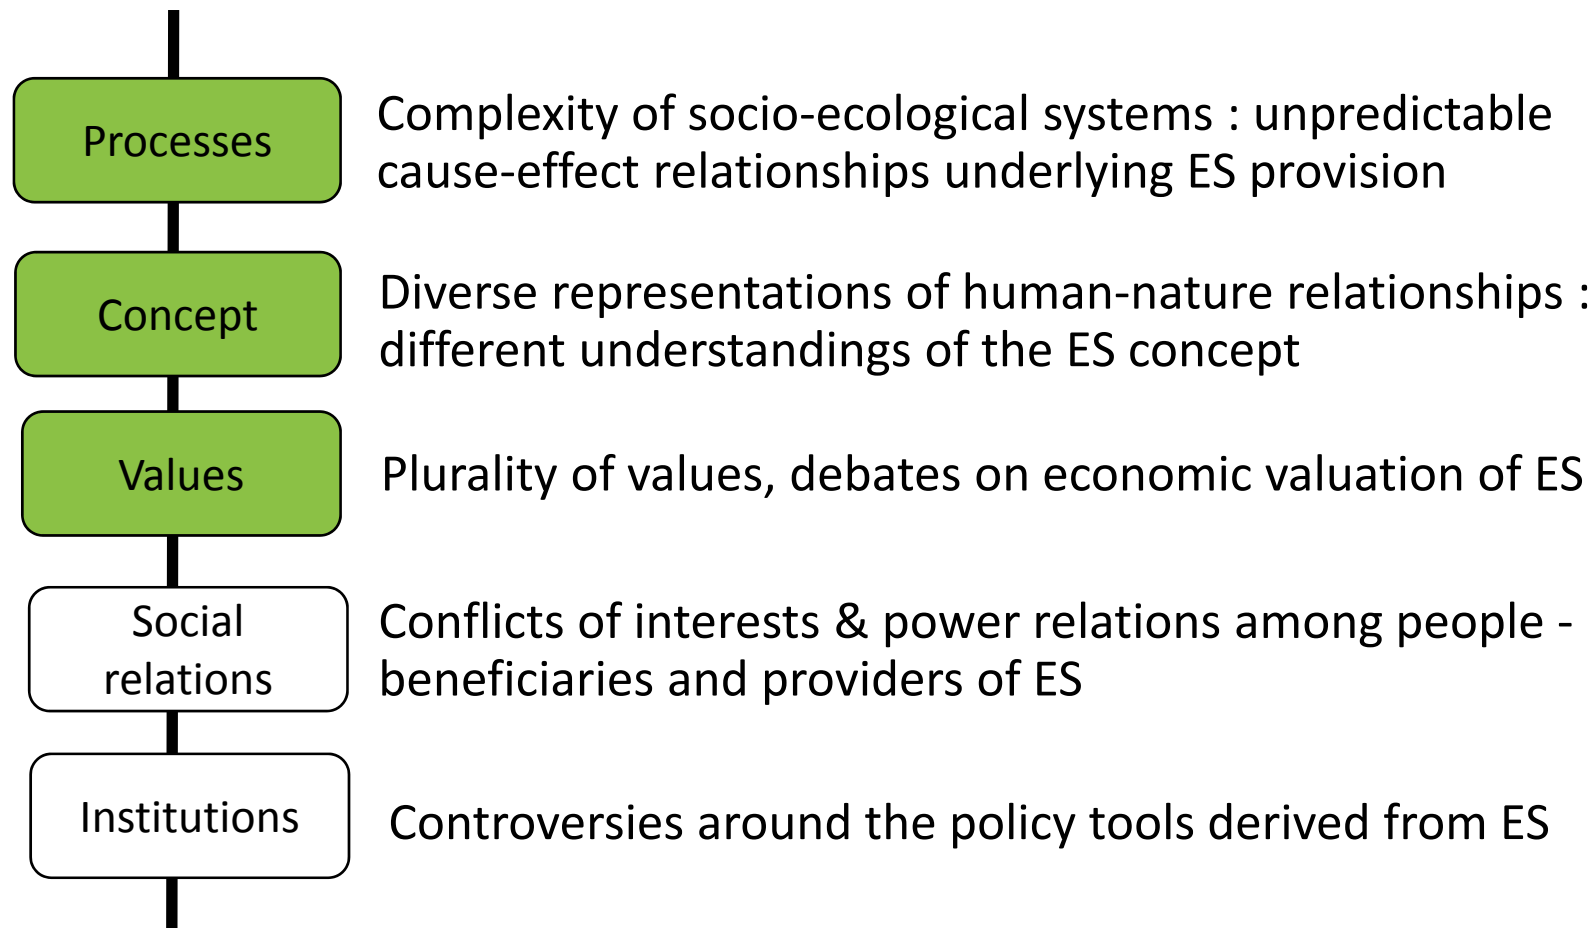 Processes
Complexity of socio-ecological systems : unpredictable
cause-effect relationships underlying ES provision
Concept
Diverse representations of human-nature relationships :
different understandings of the ES concept
Values
Plurality of values, debates on economic valuation of ES
Social
relations
Conflicts of interests & power relations among people -
beneficiaries and providers of ES
Institutions
Controversies around the policy tools derived from ES